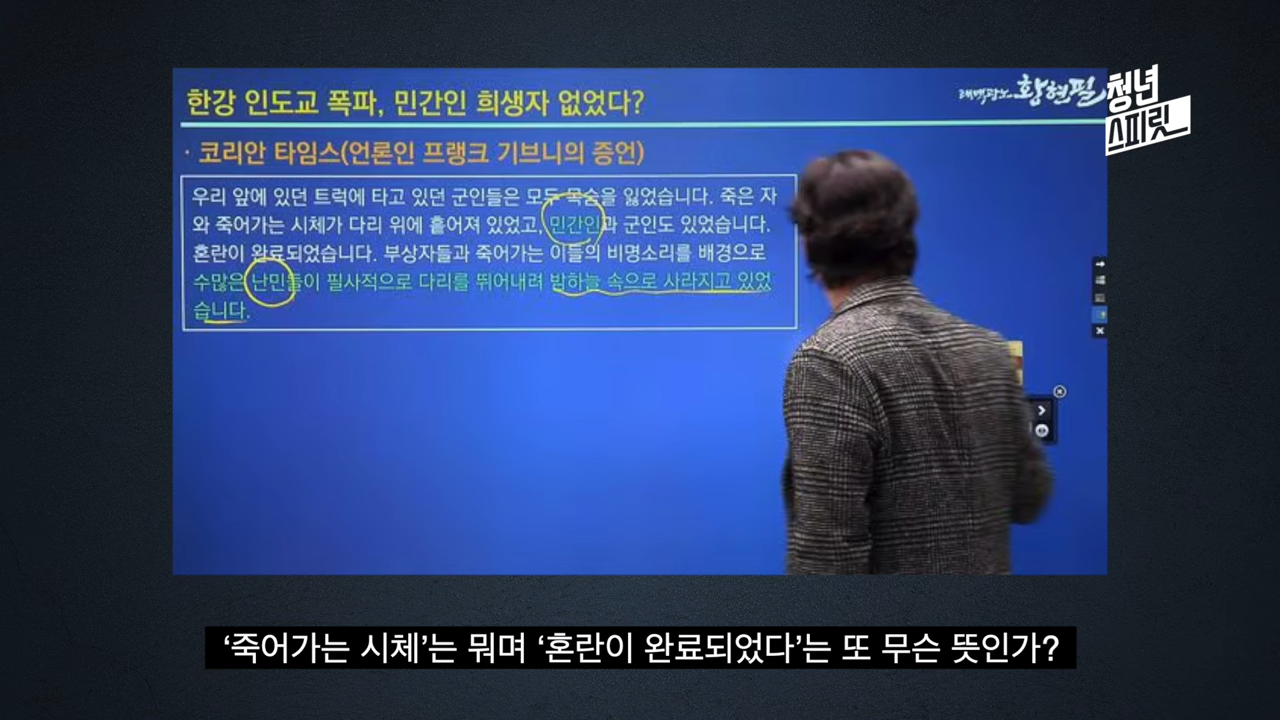 한강 인도교 폭파, 민간인 희생자 없었다?
황현필
청년
스피릿
· 코리안 타임스(언론인 프랭크 기브니의 증언)
우리 앞에 있던 트럭에 타고 있던 군인들은 모두 목숨을 잃었습니다. 죽은 자
와 죽어가는 시체가 다리 위에 흩어져 있었고, 민간인과 군인도 있었습니다.
혼란이 완료되었습니다. 부상자들과 죽어가는 이들의 비명소리를 배경으로
수많은 난민들이 필사적으로 다리를 뛰어내려 밤하늘 속으로 사라지고 있었
습니다.
‘죽어가는 시체’는 뭐며 ‘혼란이 완료되었다’는 또 무슨 뜻인가?